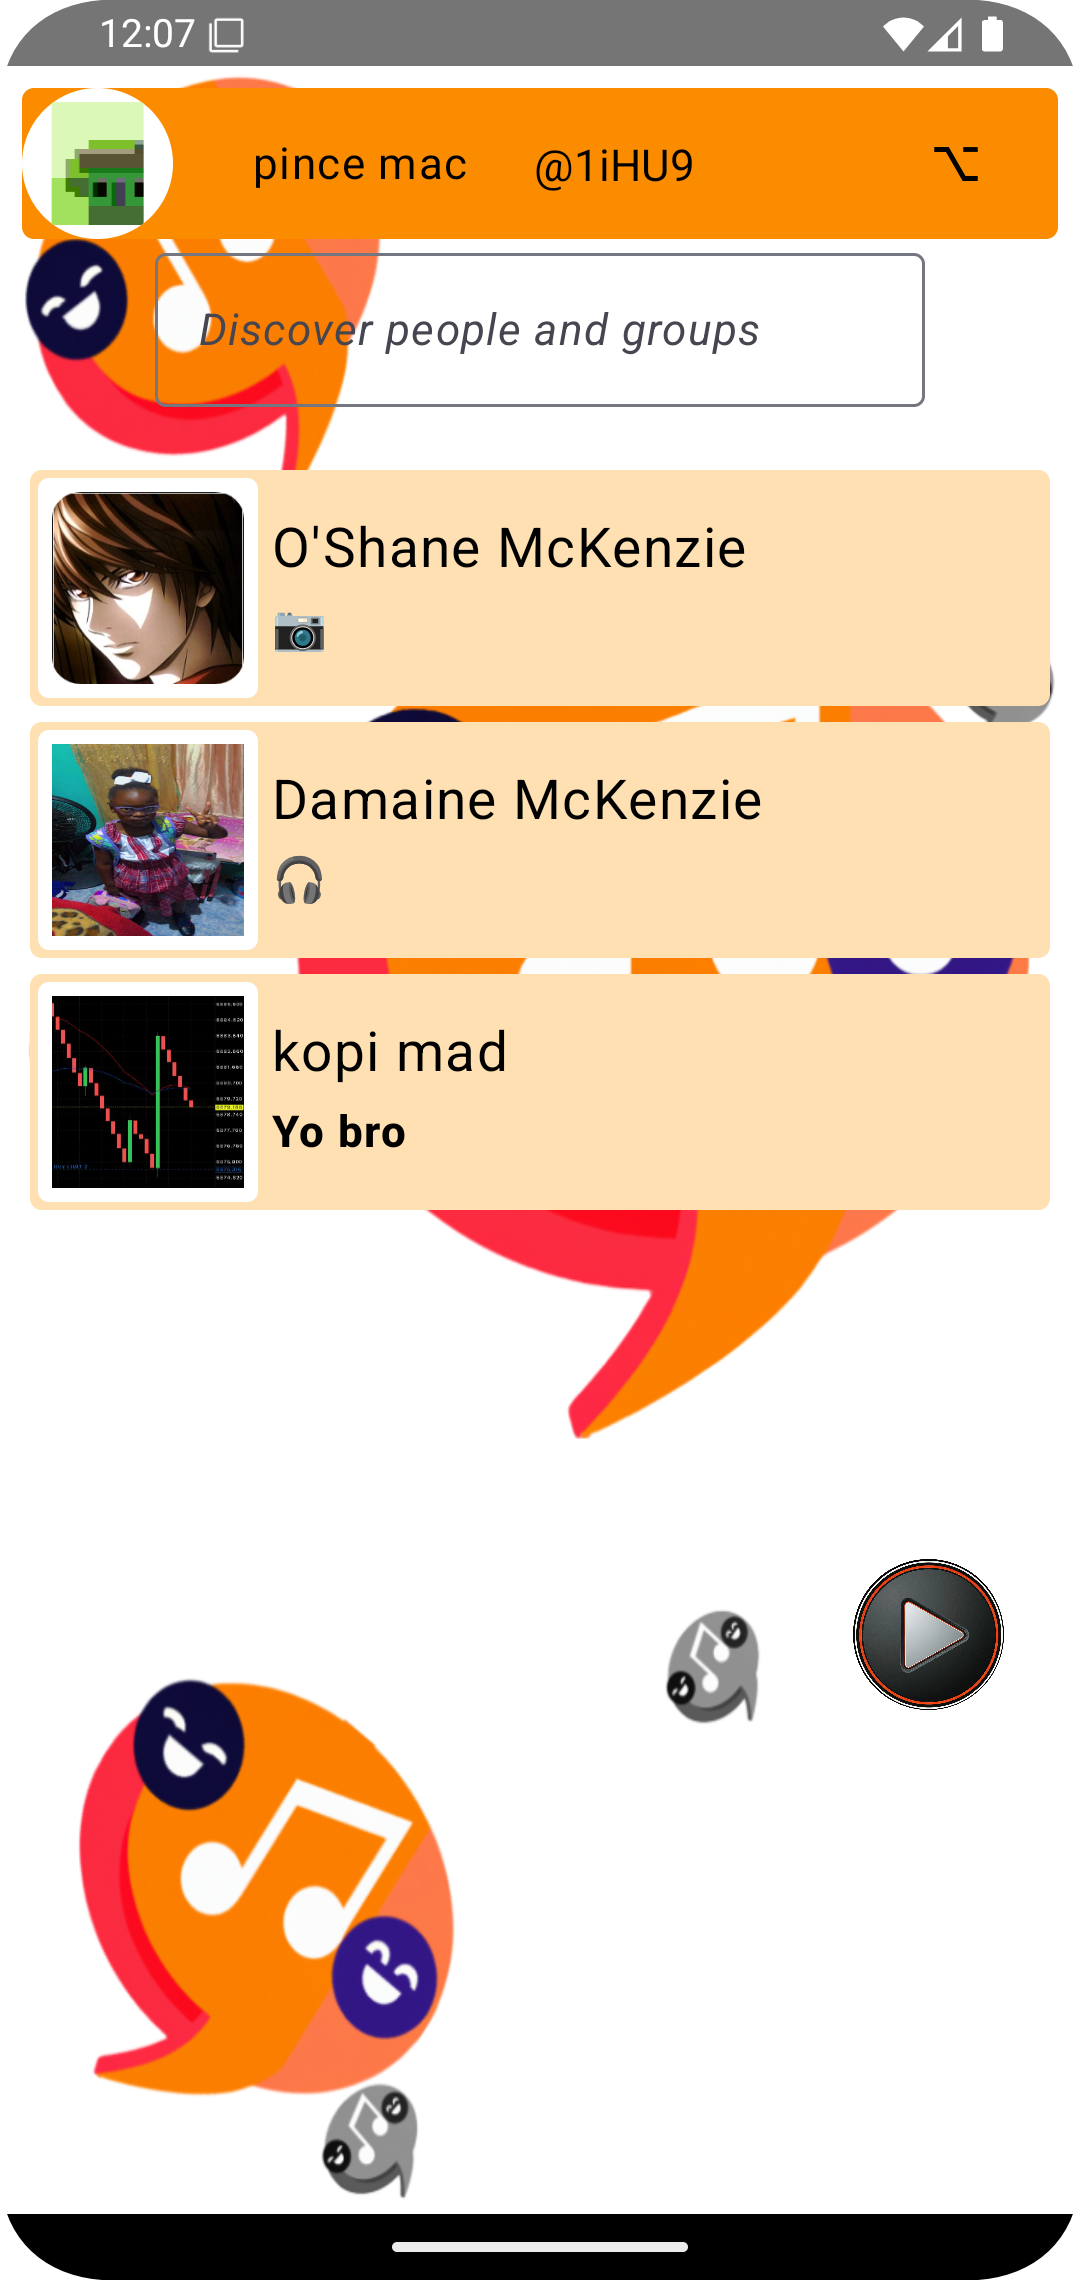 12:07
pince mac @1iHU9
Discover people and groups
O'Shane McKenzie
Damaine McKenzie
kopi mad
Yo bro